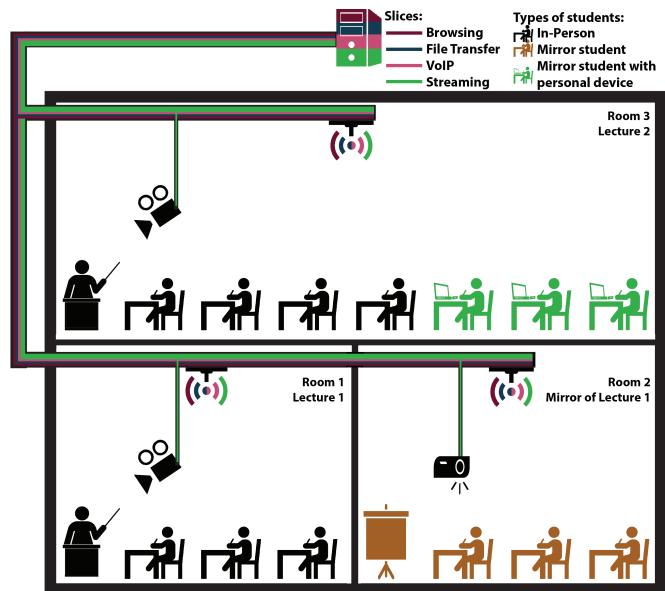 Slices:
Browsing
File Transfer
VoIP
Streaming
Types of students:
In-Person
Mirror student
Mirror student with
personal device
Room 3
Lecture 2
Room 1
Lecture 1
Room 2
Mirror of Lecture 1